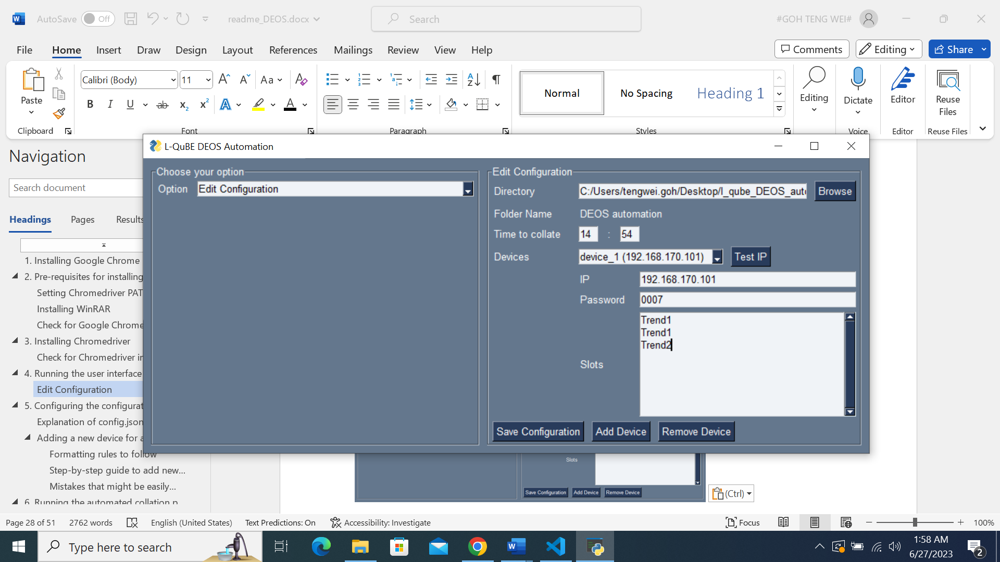 AutoSave Off
readme_DEOS.docx
Search
#GOH TENG WEI#
File Home Insert Draw Design Layout References Mailings Review View Help
Comments Editing Share
Paste
Clipboard
Calibri (Body) 11
Font
Paragraph
Normal No Spacing Heading 1
Styles
Editing
Dictate
Voice
Editor
Editor
Reuse
Files
Reuse Files
Navigation
Search document
Headings Pages Results
1. Installing Google Chrome
2. Pre-requisites for installing
Setting Chromedriver PAT
Installing WinRAR
Check for Google Chrome
3. Installing Chromedriver
Check for Chromedriver in
4. Running the user interface
Edit Configuration
5. Configuring the configurat
Explanation of config.json
Adding a new device for a
Formatting rules to follow
Step-by-step guide to add new...
Mistakes that might be easily...
6. Running the automated collation p
L-QuBE DEOS Automation
Choose your option
Option Edit Configuration
Edit Configuration
Directory C:/Users/tengwei.goh/Desktop/l_qube_DEOS_auto Browse
Folder Name DEOS automation
Time to collate 14 : 54
Devices device_1 (192.168.170.101) Test IP
IP 192.168.170.101
Password 0007
Trend1
Trend1
Trend2
Slots
Save Configuration Add Device Remove Device
Slots
Save Configuration Add Device Remove Device
(Ctrl)
Page 28 of 51 2762 words English (United States) Text Predictions: On Accessibility: Investigate Focus 100%
Type here to search
1:58 AM
6/27/2023
2